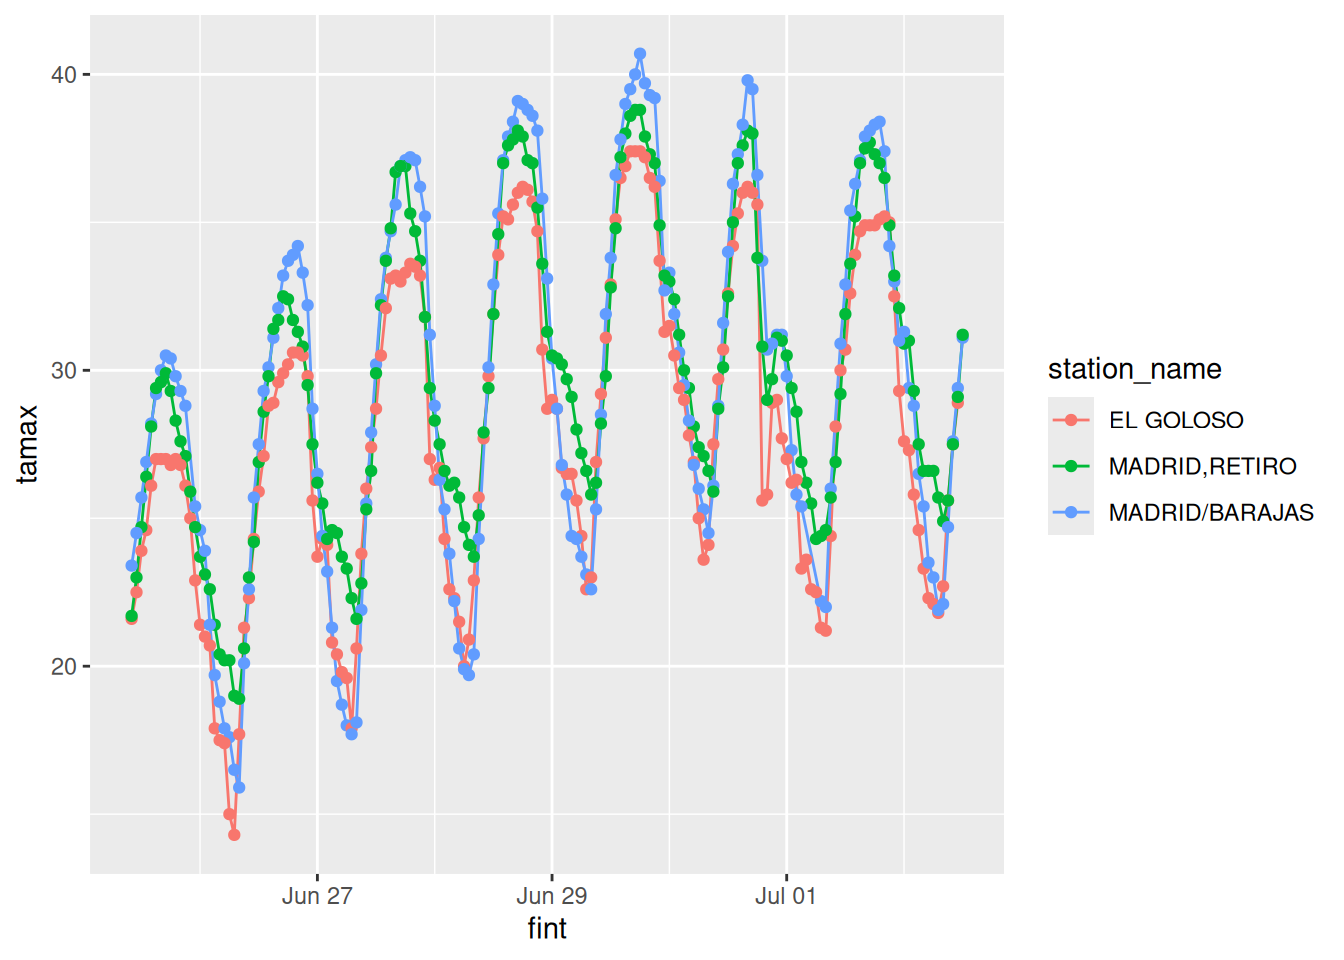 40
30
20
tamax
Jun 27
Jun 29
Jul 01
fint
station_name
EL GOLOSO
MADRID,RETIRO
MADRID/BARAJAS